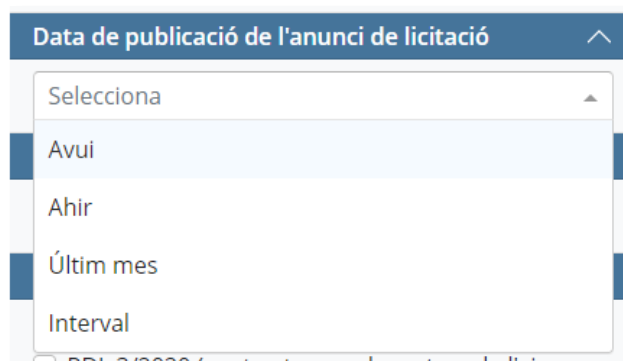 Data de publicació de l'anunci de licitació
Selecciona
Avui
Ahir
Últim mes
Interval